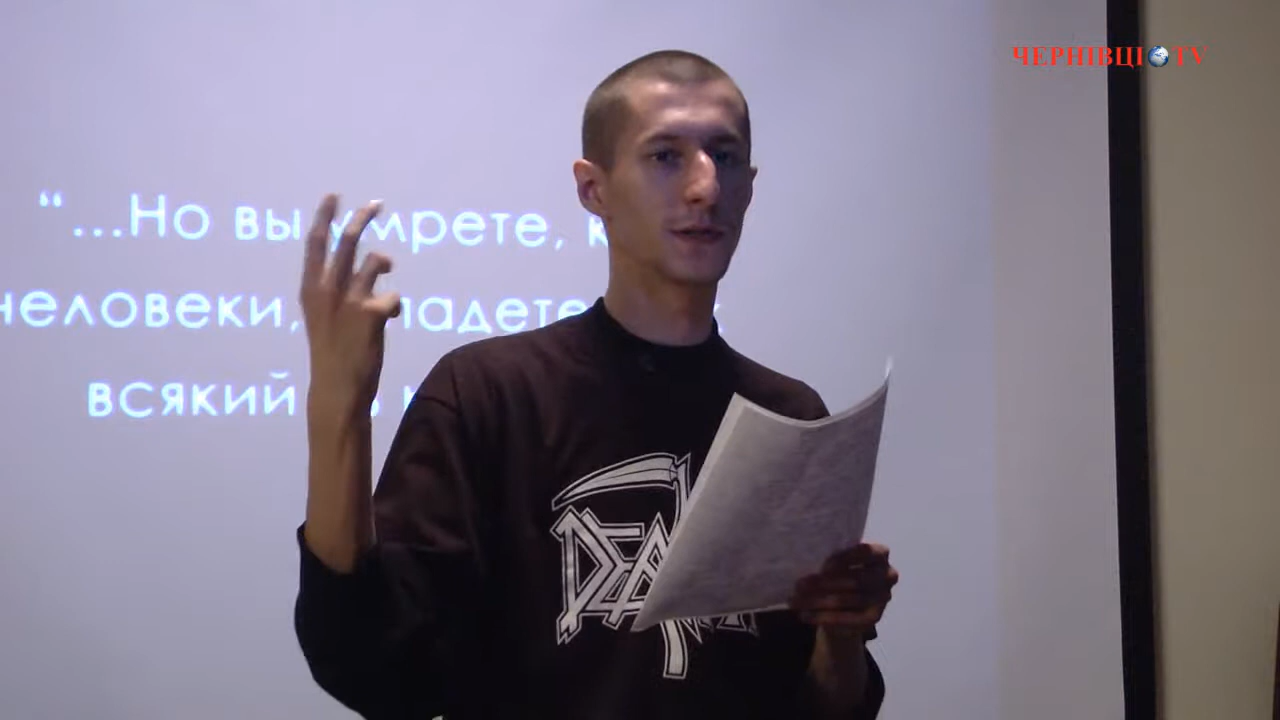 ЧЕРНІВЦІ TV
“...Но вы умрете,
человеки, падете
всякий
DEATH